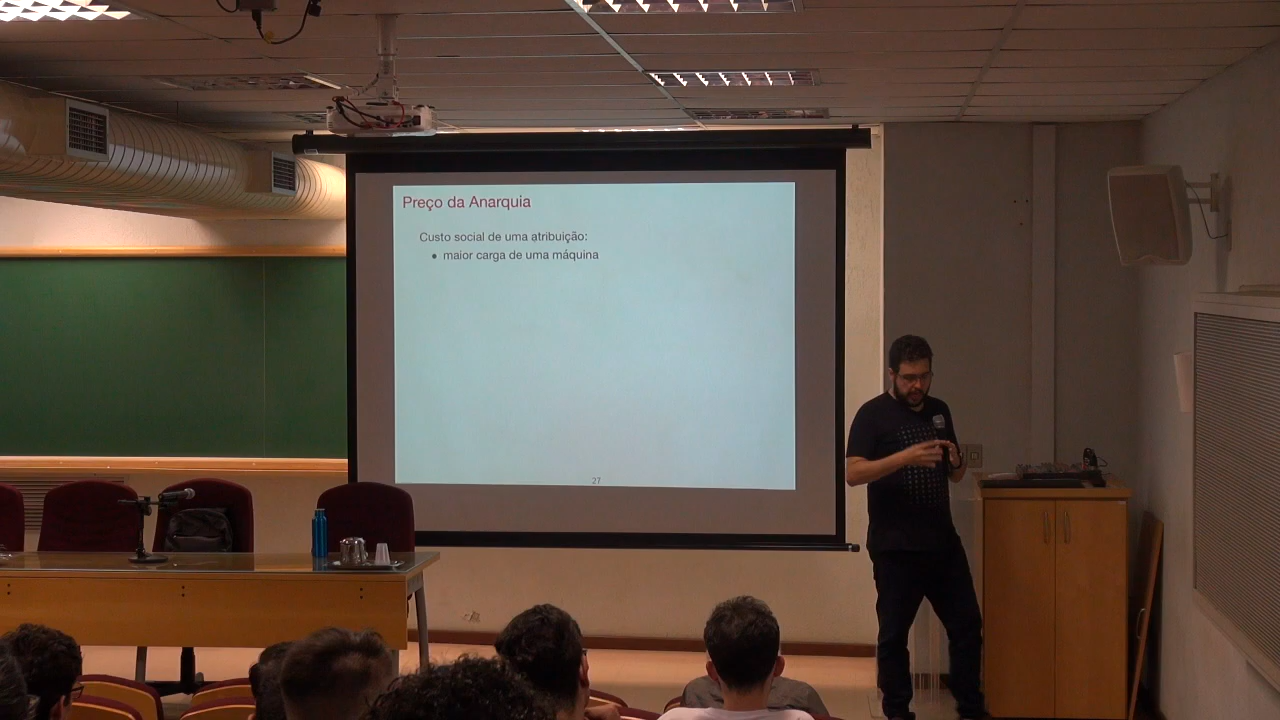 Preço da Anarquia
Custo social de uma atribuição:
• maior carga de uma máquina
27